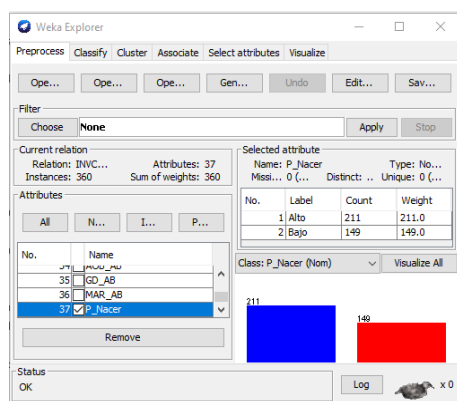 Weka Explorer
Preprocess Classify Cluster Associate Select attributes Visualize
Ope... Ope... Ope... Gen... Undo Edit... Sav...
Filter
Choose None Apply Stop
Current relation
Relation: INVC... Attributes: 37
Instances: 360 Sum of weights: 360
Attributes
All N... I... P...
No. Name
34 AOB_AB
35 GD_AB
36 MAR_AB
37 P_Nacer
Remove
Selected attribute
Name: P_Nacer Type: No...
Missi... 0 (... Distinct: .. Unique: 0 (...
No. Label Count Weight
1 Alto 211 211.0
2 Bajo 149 149.0
Class: P_Nacer (Nom) Visualize All
211
149
Status
OK
Log x 0